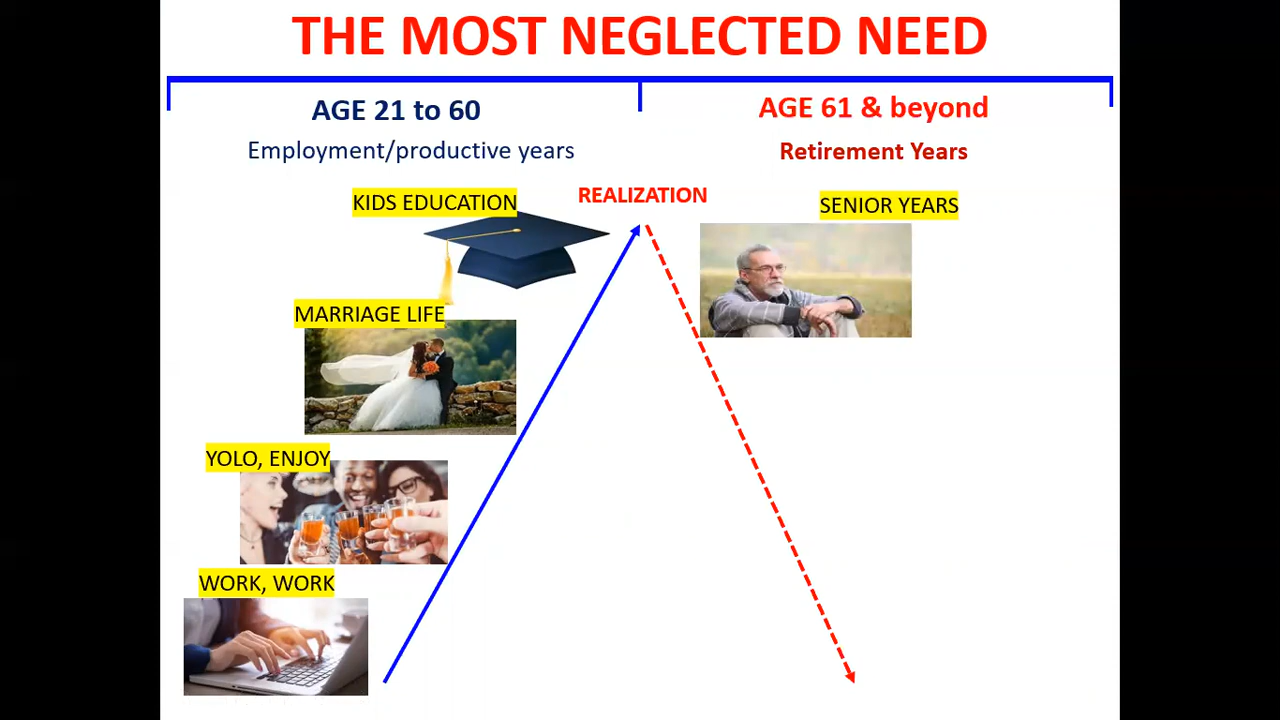 THE MOST NEGLECTED NEED
AGE 21 to 60
Employment/productive years
AGE 61 & beyond
Retirement Years
KIDS EDUCATION
REALIZATION
SENIOR YEARS
MARRIAGE LIFE
YOLO, ENJOY
WORK, WORK